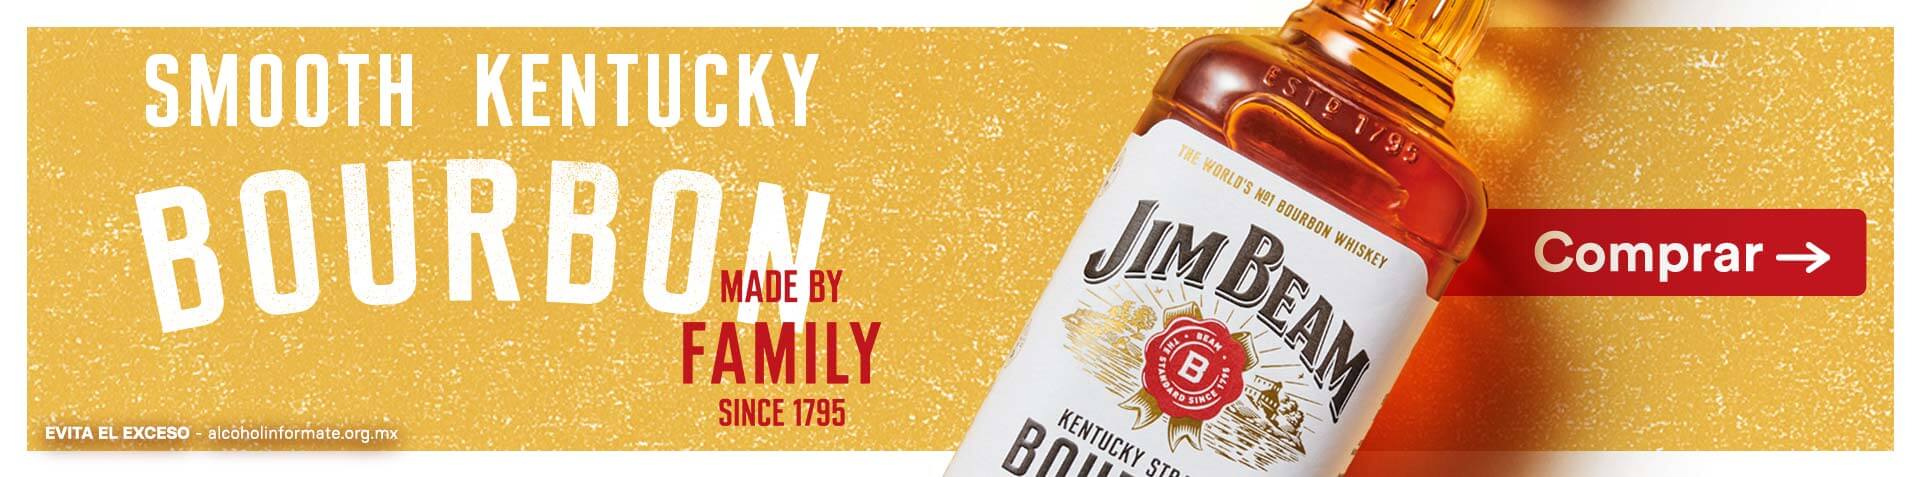 SMOOTH KENTUCKY
BOURBON
MADE BY
FAMILY
SINCE 1795
EVITA EL EXCESO - alcoholinformate.org.mx
ESTD 1795
THE WORLD'S Nº1 BOURBON WHISKEY
JIM BEAM
BEAM
B
THE STANDARD SINCE 1795
KENTUCKY
Comprar →